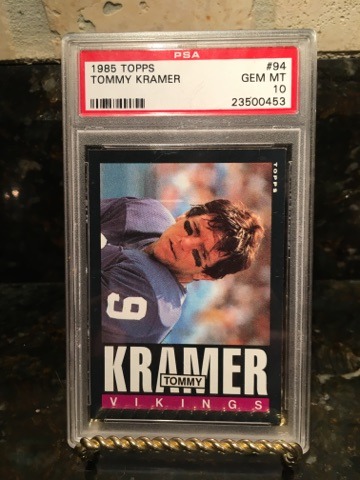 PSA
1985 TOPPS #94
TOMMY KRAMER GEM MT
10
23500453
TOPPS
9
KRAMER
TOMMY
VIKINGS